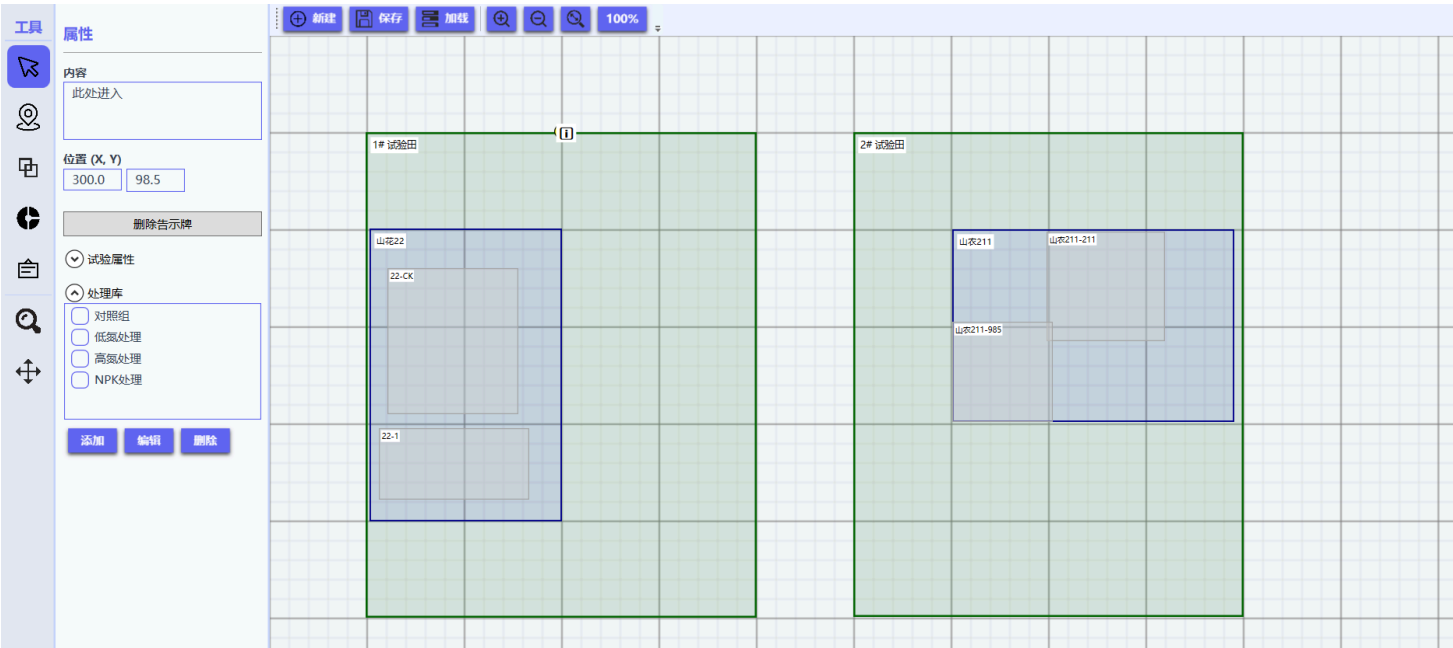 工具
属性
内容
此处进入
位置 (X, Y)
300.0 98.5
删除告示牌
试验属性
处理库
对照组
低氮处理
高氮处理
NPK处理
添加 编辑 删除
新建 保存 加载 100%
1# 试验田
山花22
22-CK
22-1
2# 试验田
山农211
山农211-211
山农211-985